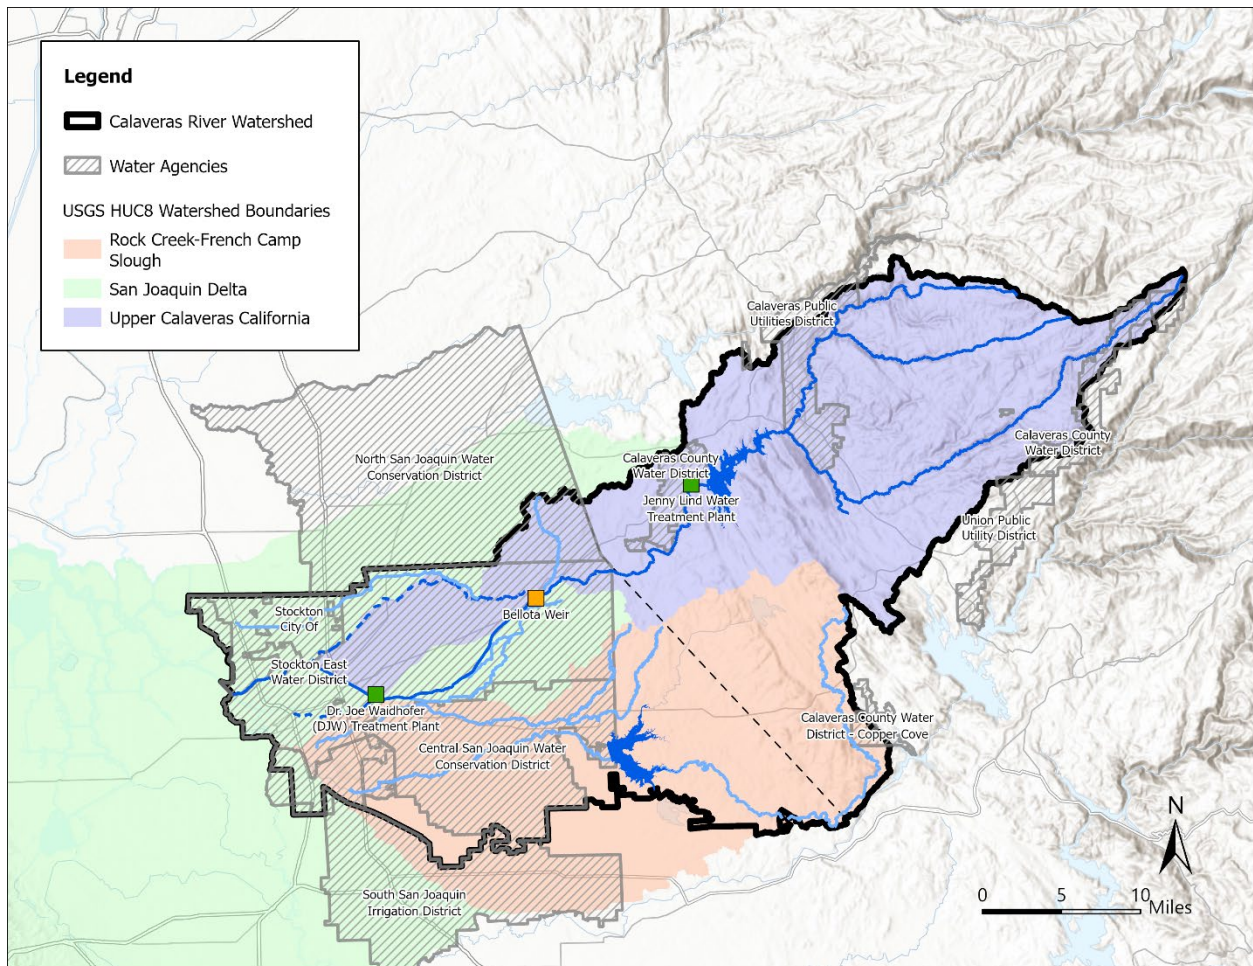 Legend
Calaveras River Watershed
Water Agencies
USGS HUC8 Watershed Boundaries
Rock Creek-French Camp
Slough
San Joaquin Delta
Upper Calaveras California
Calaveras Public
Utilities District
North San Joaquin Water
Conservation District
Calaveras County
Water District
Jenny Lind Water
Treatment Plant
Calaveras County
Water District
Union Public
Utility District
Stockton
City Of
Bellota Weir
Stockton East
Water District
Dr. Joe Waidhofer
(DJW) Treatment Plant
Calaveras County Water
District - Copper Cove
Central San Joaquin Water
Conservation District
South San Joaquin
Irrigation District
N
0 5 10
Miles